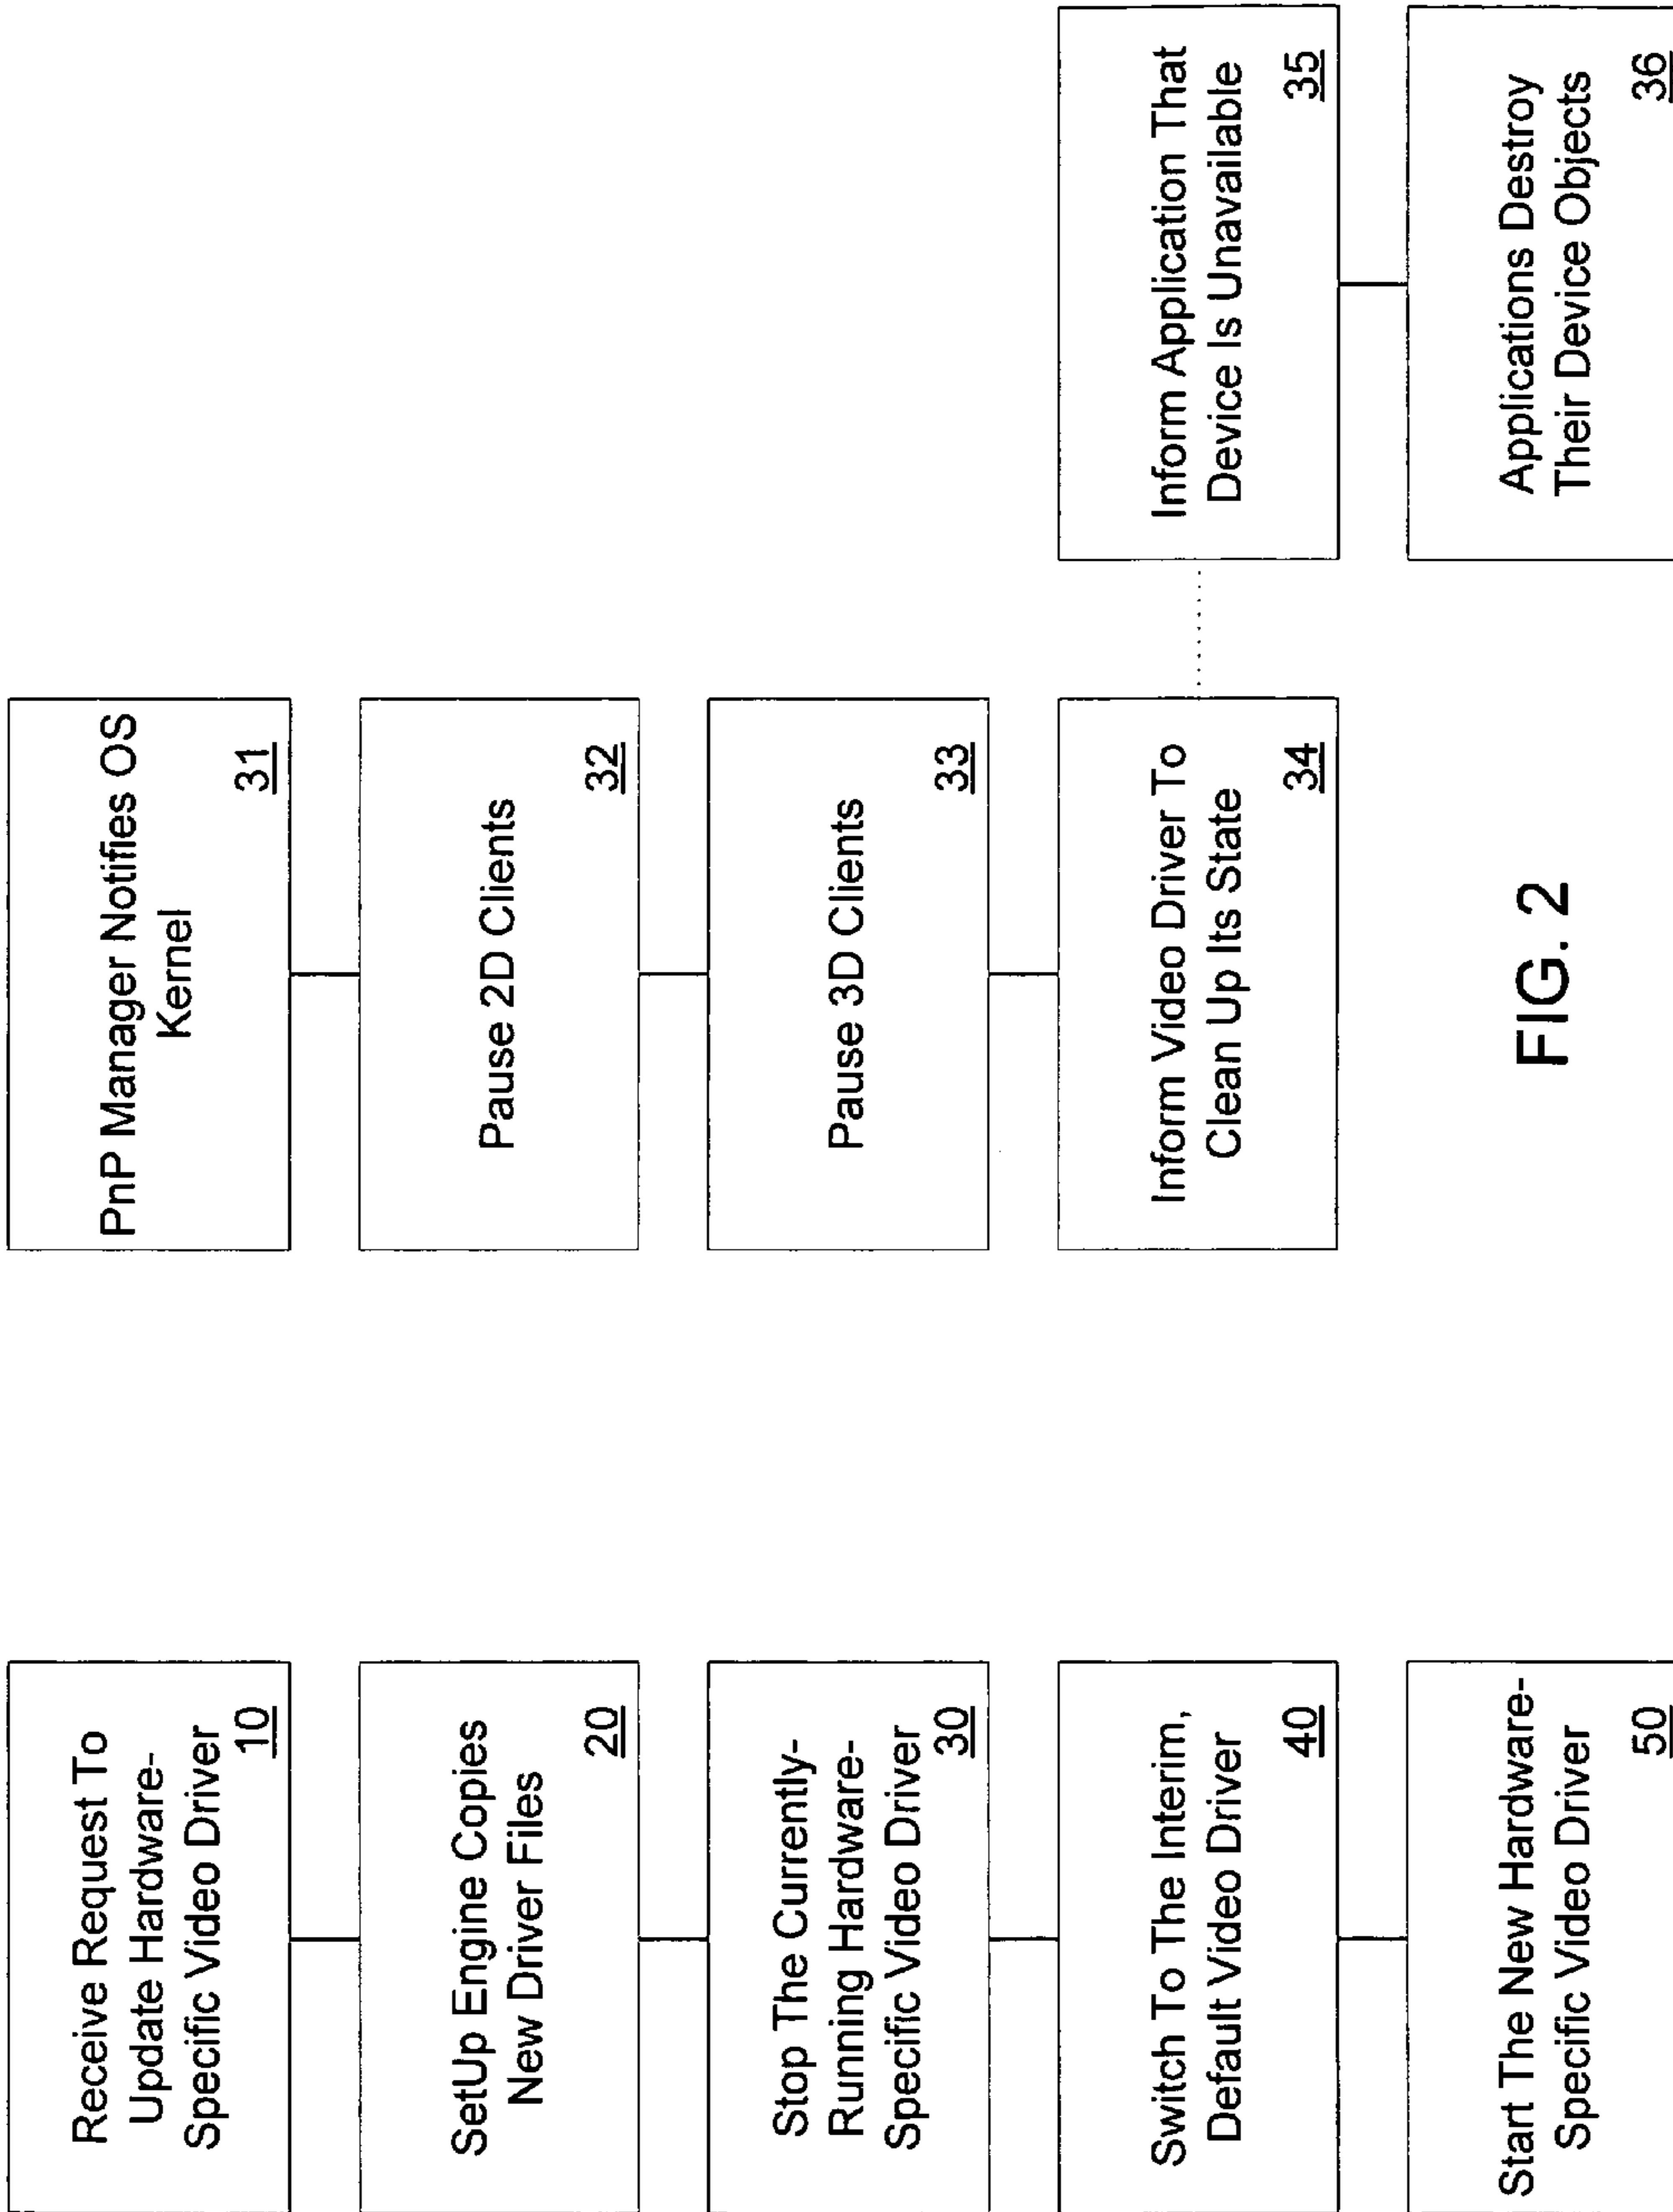 Receive Request To
Update Hardware-
Specific Video Driver
10
SetUp Engine Copies
New Driver Files
20
Stop The Currently-
Running Hardware-
Specific Video Driver
30
Switch To The Interim,
Default Video Driver
40
Start The New Hardware-
Specific Video Driver
50
PnP Manager Notifies OS
Kernel
31
Pause 2D Clients
32
Pause 3D Clients
33
Inform Video Driver To
Clean Up Its State
34
Inform Application That
Device Is Unavailable
35
Applications Destroy
Their Device Objects
36
FIG. 2